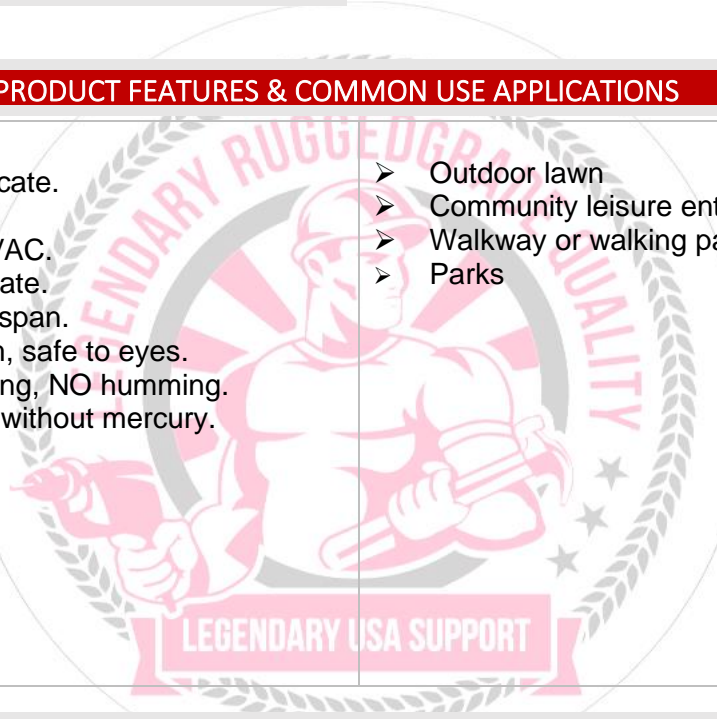 PRODUCT FEATURES & COMMON USE APPLICATIONS
cate.
VAC.
ate.
span.
, safe to eyes.
ng, NO humming.
without mercury.
➢ Outdoor lawn
➢ Community leisure ent
➢ Walkway or walking pa
➢ Parks
LEGENDARY RUGGEDGRADE QUALITY
LEGENDARY USA SUPPORT